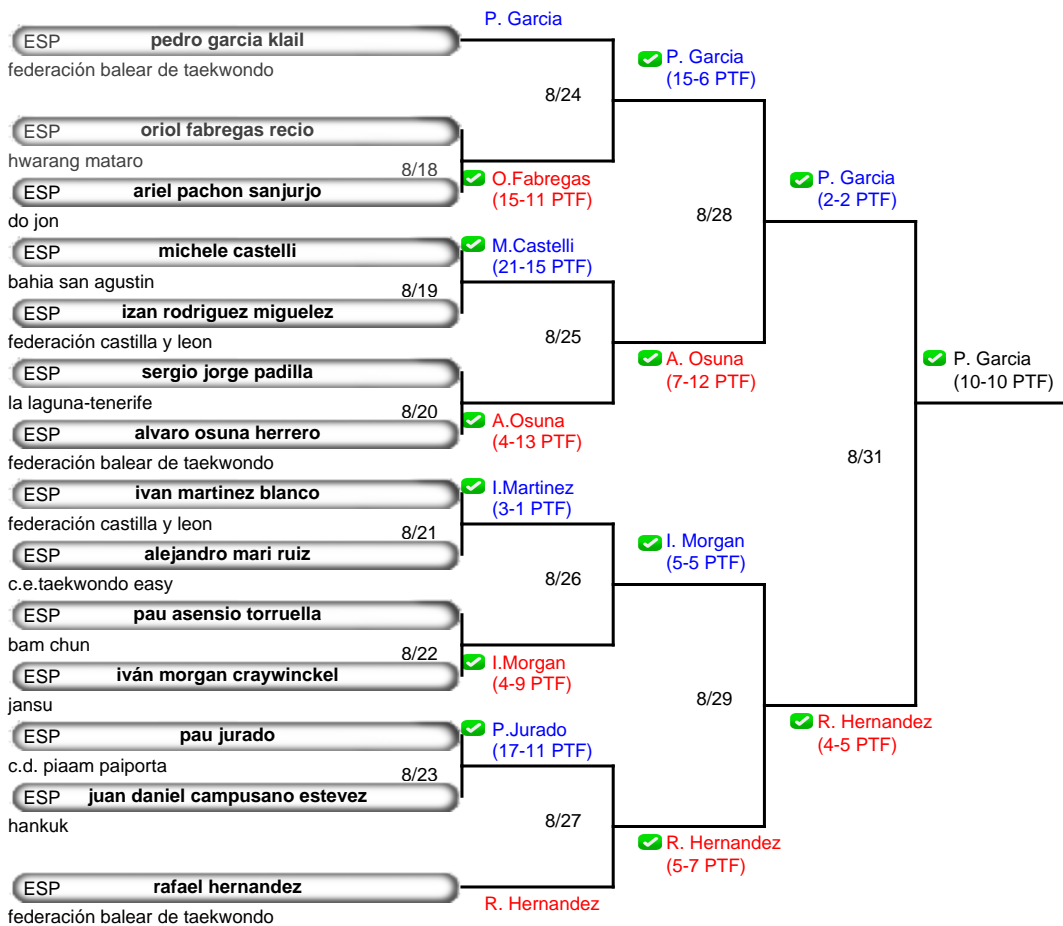 P. Garcia
ESP pedro garcia klail
federación balear de taekwondo
P. Garcia
(15-6 PTF)
8/24
ESP oriol fabregas recio
hwarang mataro
8/18
O.Fabregas
(15-11 PTF)
ESP ariel pachon sanjurjo
do jon
P. Garcia
(2-2 PTF)
8/28
ESP michele castelli
bahia san agustin
M.Castelli
(21-15 PTF)
8/19
ESP izan rodriguez miguelez
federación castilla y leon
8/25
A. Osuna
(7-12 PTF)
P. Garcia
(10-10 PTF)
ESP sergio jorge padilla
la laguna-tenerife
8/20
A.Osuna
(4-13 PTF)
ESP alvaro osuna herrero
federación balear de taekwondo
8/31
ESP ivan martinez blanco
federación castilla y leon
I.Martinez
(3-1 PTF)
8/21
ESP alejandro mari ruiz
c.e.taekwondo easy
I. Morgan
(5-5 PTF)
8/26
ESP pau asensio torruella
bam chun
8/22
I.Morgan
(4-9 PTF)
ESP iván morgan craywinckel
jansu
8/29
R. Hernandez
(4-5 PTF)
ESP pau jurado
c.d. piaam paiporta
P.Jurado
(17-11 PTF)
8/23
ESP juan daniel campusano estevez
hankuk
8/27
R. Hernandez
(5-7 PTF)
ESP rafael hernandez
federación balear de taekwondo
R. Hernandez